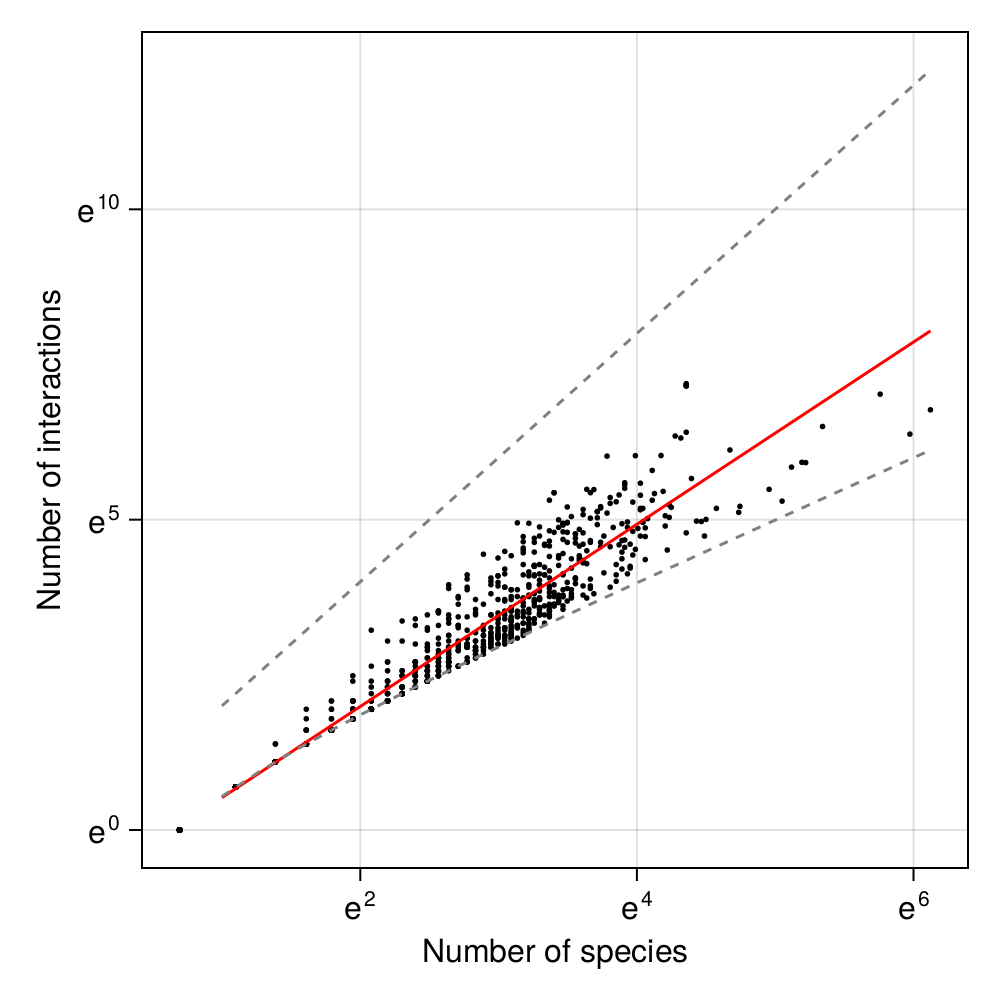 Number of interactions
e¹⁰
e⁵
e⁰
e² e⁴ e⁶
Number of species